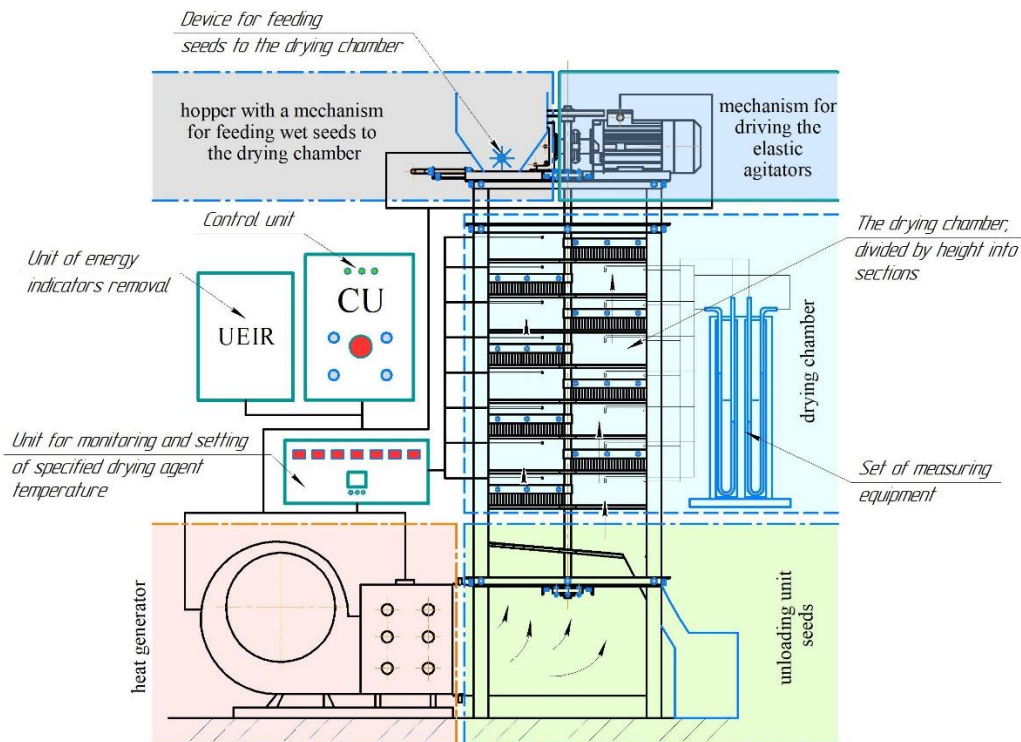 Device for feeding
seeds to the drying chamber
hopper with a mechanism
for feeding wet seeds to
the drying chamber
mechanism for
driving the
elastic
agitators
Control unit
Unit of energy
indicators removal
The drying chamber,
divided by height into
sections
CU
UEIR
drying chamber
Unit for monitoring and setting
of specified drying agent
temperature
Set of measuring
equipment
heat generator
unloading unit
seeds